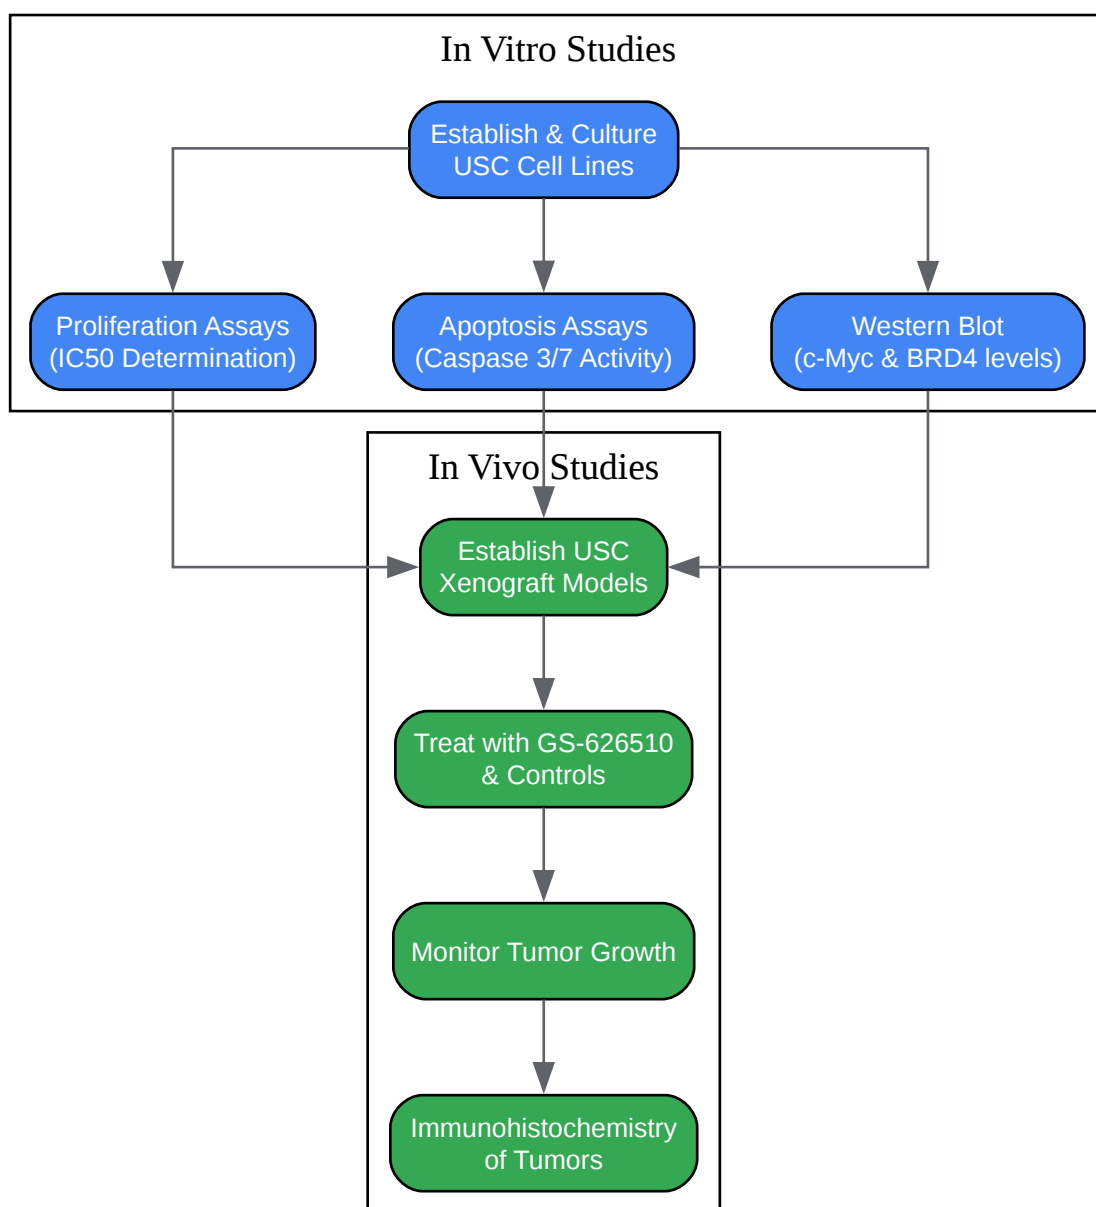 In Vitro Studies
Establish & Culture
USC Cell Lines
Proliferation Assays
(IC50 Determination)
Apoptosis Assays
(Caspase 3/7 Activity)
Western Blot
(c-Myc & BRD4 levels)
In Vivo Studies
Establish USC
Xenograft Models
Treat with GS-626510
& Controls
Monitor Tumor Growth
Immunohistochemistry
of Tumors